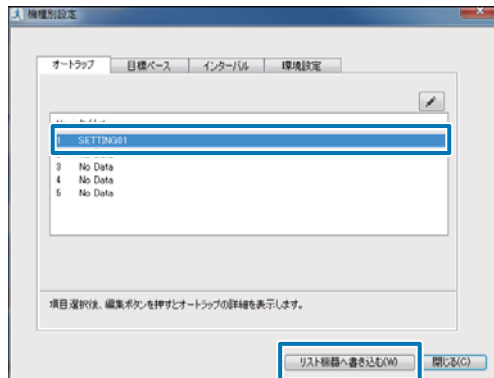 機種別設定
オートラップ 目標ペース インターバル 環境設定
1 SETTING01
3 No Data
4 No Data
5 No Data
項目選択後、編集ボタンを押すとオートラップの詳細を表示します。
リスト機器へ書き込む(W) 閉じる(C)